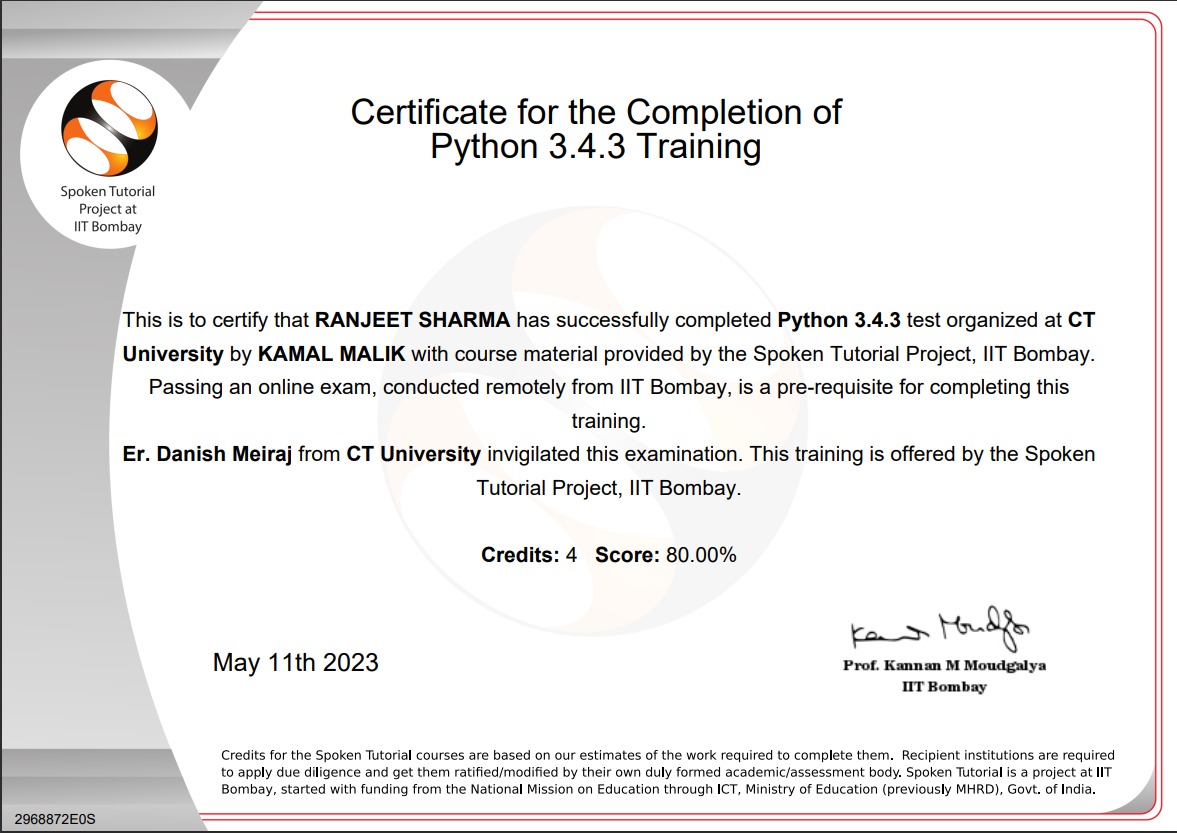 Spoken Tutorial
Project at
IIT Bombay
Certificate for the Completion of
Python 3.4.3 Training
This is to certify that RANJEET SHARMA has successfully completed Python 3.4.3 test organized at CT
University by KAMAL MALIK with course material provided by the Spoken Tutorial Project, IIT Bombay.
Passing an online exam, conducted remotely from IIT Bombay, is a pre-requisite for completing this
training.
Er. Danish Meiraj from CT University invigilated this examination. This training is offered by the Spoken
Tutorial Project, IIT Bombay.
Credits: 4 Score: 80.00%
May 11th 2023
Prof. Kannan M Moudgalya
IIT Bombay
Credits for the Spoken Tutorial courses are based on our estimates of the work required to complete them. Recipient institutions are required
to apply due diligence and get them ratified/modified by their own duly formed academic/assessment body. Spoken Tutorial is a project at IIT
Bombay, started with funding from the National Mission on Education through ICT, Ministry of Education (previously MHRD), Govt. of India.
2968872E0S